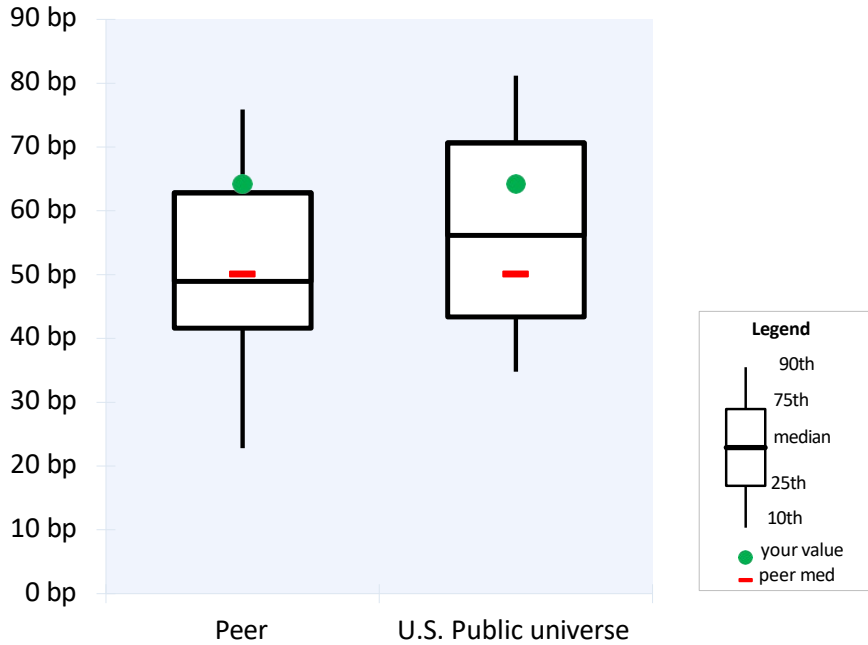 90 bp
80 bp
70 bp
60 bp
50 bp
40 bp
30 bp
20 bp
10 bp
0 bp
Peer
U.S. Public universe
Legend
90th
75th
median
25th
10th
your value
peer med